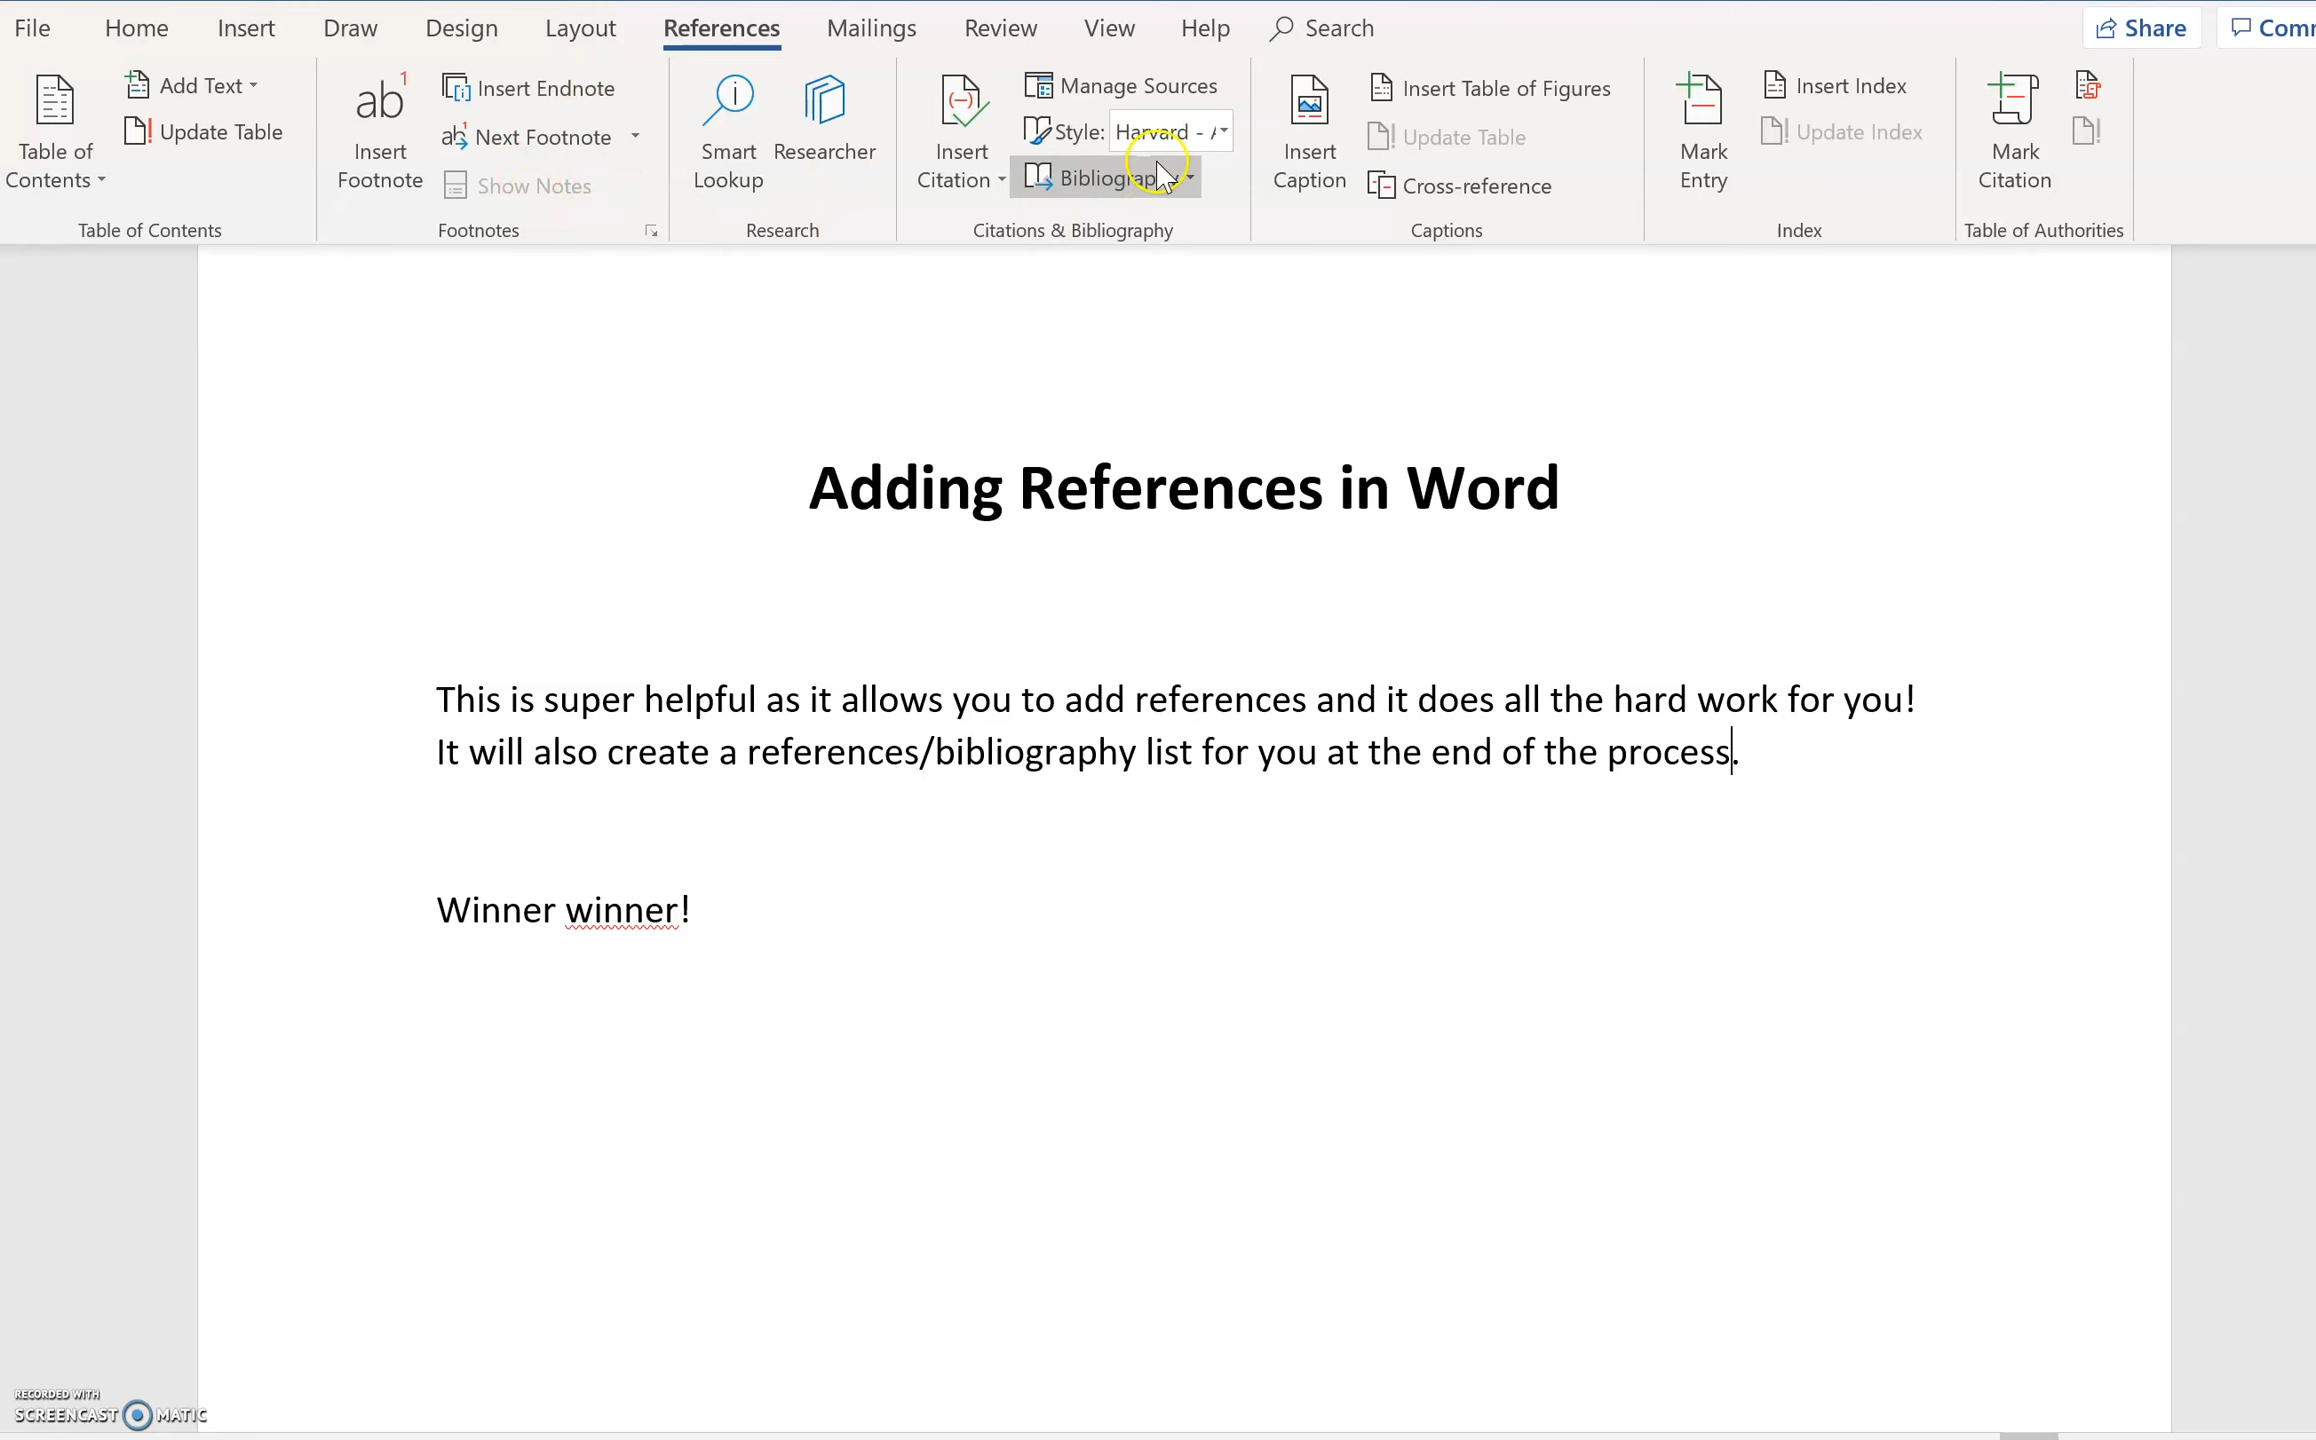 File Home Insert Draw Design Layout References Mailings Review View Help Search Share
Add Text
Update Table
Table of
Contents
Table of Contents
ab1
Insert
Footnote
Insert Endnote
Next Footnote
Show Notes
Footnotes
Smart
Lookup
Researcher
Research
Insert
Citation
Manage Sources
Style: Harvard -
Bibliography
Citations & Bibliography
Insert
Caption
Insert Table of Figures
Update Table
Cross-reference
Captions
Mark
Entry
Insert Index
Update Index
Index
Mark
Citation
Table of Authorities
Adding References in Word
This is super helpful as it allows you to add references and it does all the hard work for you!
It will also create a references/bibliography list for you at the end of the process.
Winner winner!
RECORDED WITH
SCREENCAST MATIC